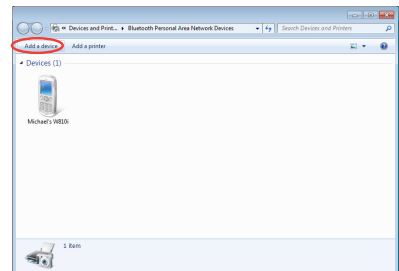 « Devices and Print... ▸ Bluetooth Personal Area Network Devices
Search Devices and Printers
Add a device
Add a printer
Devices (1)
Michael's W810i
1 item